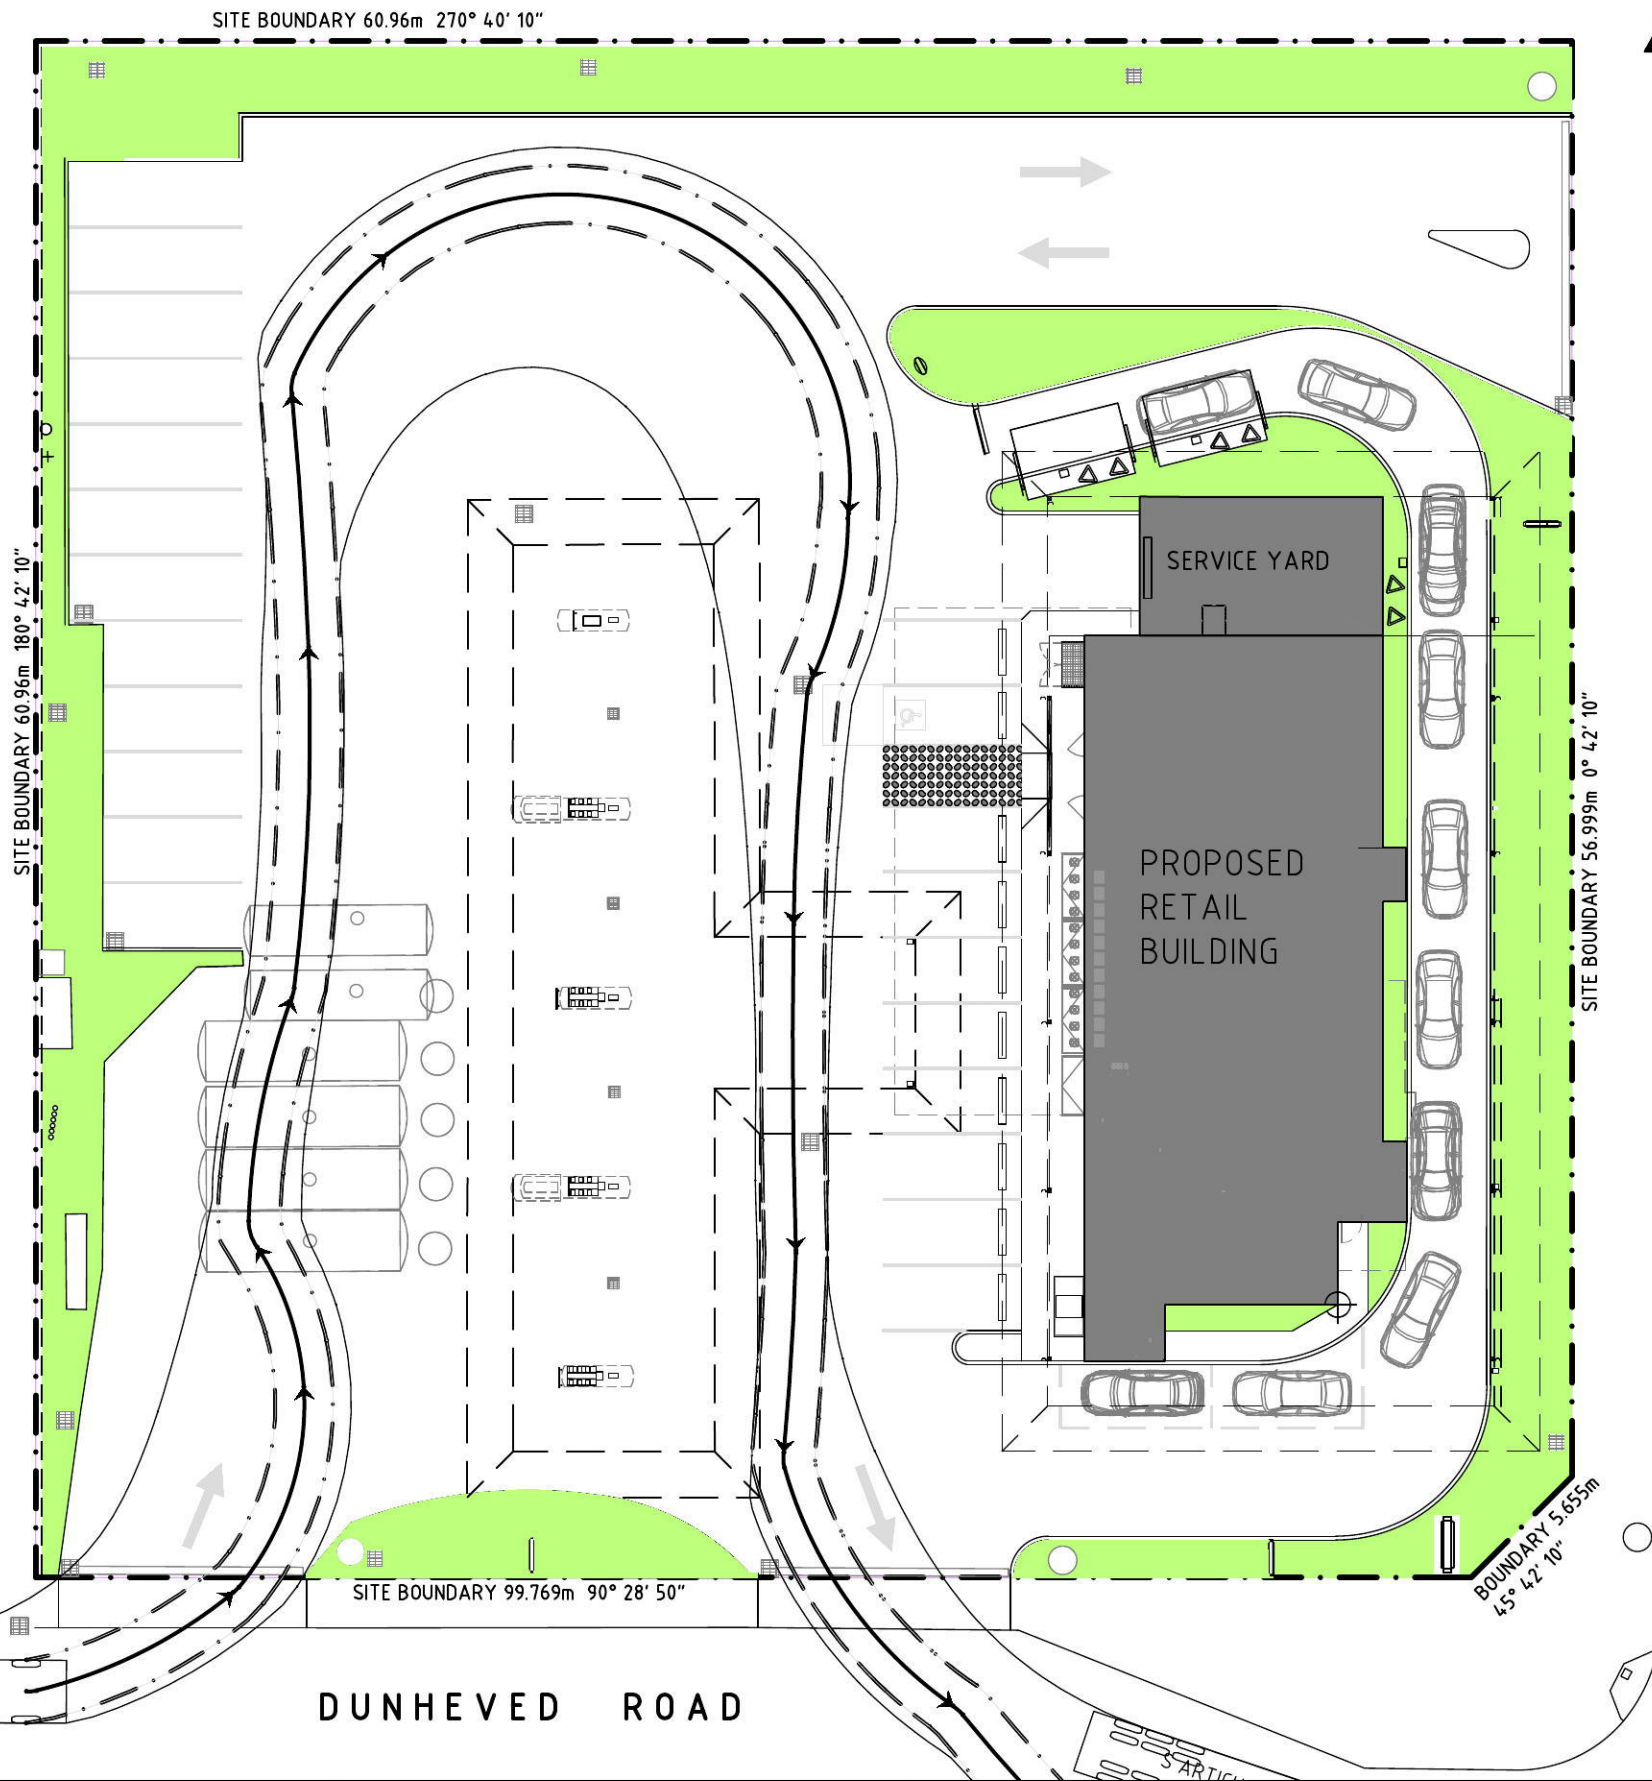 SITE BOUNDARY 60.96m 270° 40' 10"
SERVICE YARD
SITE BOUNDARY 60.96m 180° 42' 10"
SITE BOUNDARY 56.999m 0° 42' 10"
PROPOSED
RETAIL
BUILDING
BOUNDARY 5.655m
45° 42' 10"
SITE BOUNDARY 99.769m 90° 28' 50"
DUNHEVED ROAD